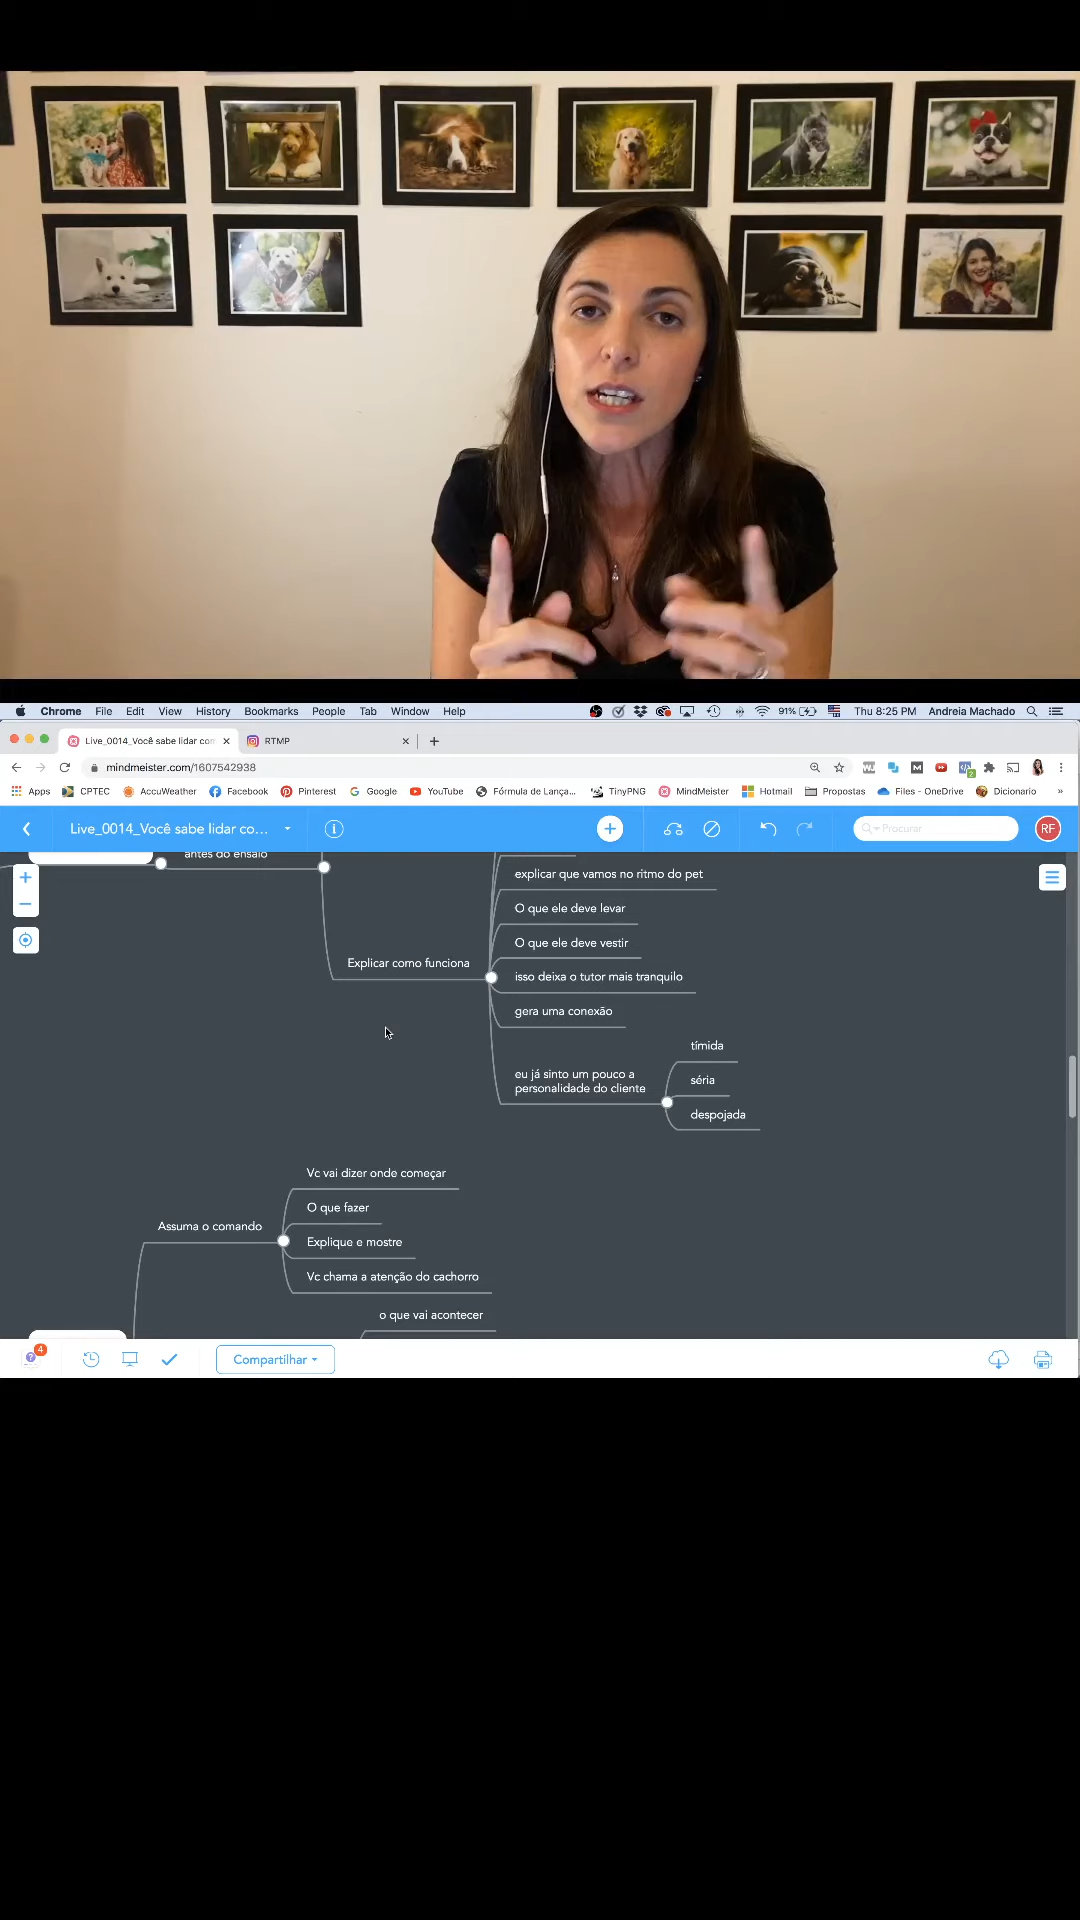 Chrome File Edit View History Bookmarks People Tab Window Help 91% Thu 8:25 PM Andreia Machado
Live_0014_Você sabe lidar con RTMP
mindmeister.com/1607542938
Apps CPTEC AccuWeather Facebook Pinterest Google YouTube Fórmula de Lança... TinyPNG MindMeister Hotmail Propostas Files - OneDrive Dicionario »
Live_0014_Você sabe lidar co... Procurar RF
antes do ensaio
explicar que vamos no ritmo do pet
O que ele deve levar
O que ele deve vestir
Explicar como funciona
isso deixa o tutor mais tranquilo
gera uma conexão
tímida
eu já sinto um pouco a
personalidade do cliente
séria
despojada
Vc vai dizer onde começar
O que fazer
Assuma o comando
Explique e mostre
Vc chama a atenção do cachorro
o que vai acontecer
4
Compartilhar